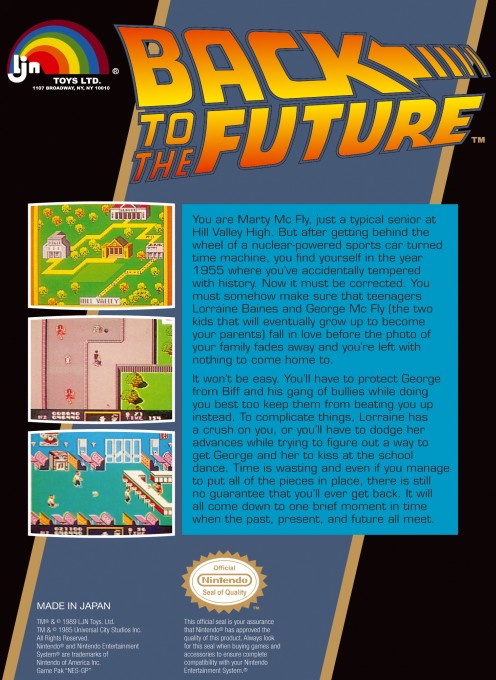 ljn
TOYS LTD.
®
1107 BROADWAY, NY, NY 10010
BACK
TO
THE FUTURE™
HILL VALLEY
You are Marty Mc Fly, just a typical senior at
Hill Valley High. But after getting behind the
wheel of a nuclear-powered sports car turned
time machine, you find yourself in the year
1955 where you've accidentally tempered
with history. Now it must be corrected. You
must somehow make sure that teenagers
Lorraine Baines and George Mc Fly (the two
kids that will eventually grow up to become
your parents) fall in love before the photo of
your family fades away and you're left with
nothing to come home to.
It won't be easy. You'll have to protect George
from Biff and his gang of bullies while doing
you best too keep them from beating you up
instead. To complicate things, Lorraine has
a crush on you, or you'll have to dodge her
advances while trying to figure out a way to
get George and her to kiss at the school
dance. Time is wasting and even if you manage
to put all of the pieces in place, there is still
no guarantee that you'll ever get back. It will
all come down to one brief moment in time
when the past, present, and future all meet.
Official
Nintendo
Seal of Quality
™
MADE IN JAPAN
TM® & © 1989 LJN Toys. Ltd.
TM & © 1985 Universal City Studios Inc.
All Rights Reserved.
Nintendo® and Nintendo Entertainment
System® are trademarks of
Nintendo of America Inc.
Game Pak "NES-GP"
This official seal is your assurance
that Nintendo® has approved the
quality of this product. Always look
for this seal when buying games and
accessories to ensure complete
compatibility with your Nintendo
Entertainment System.®